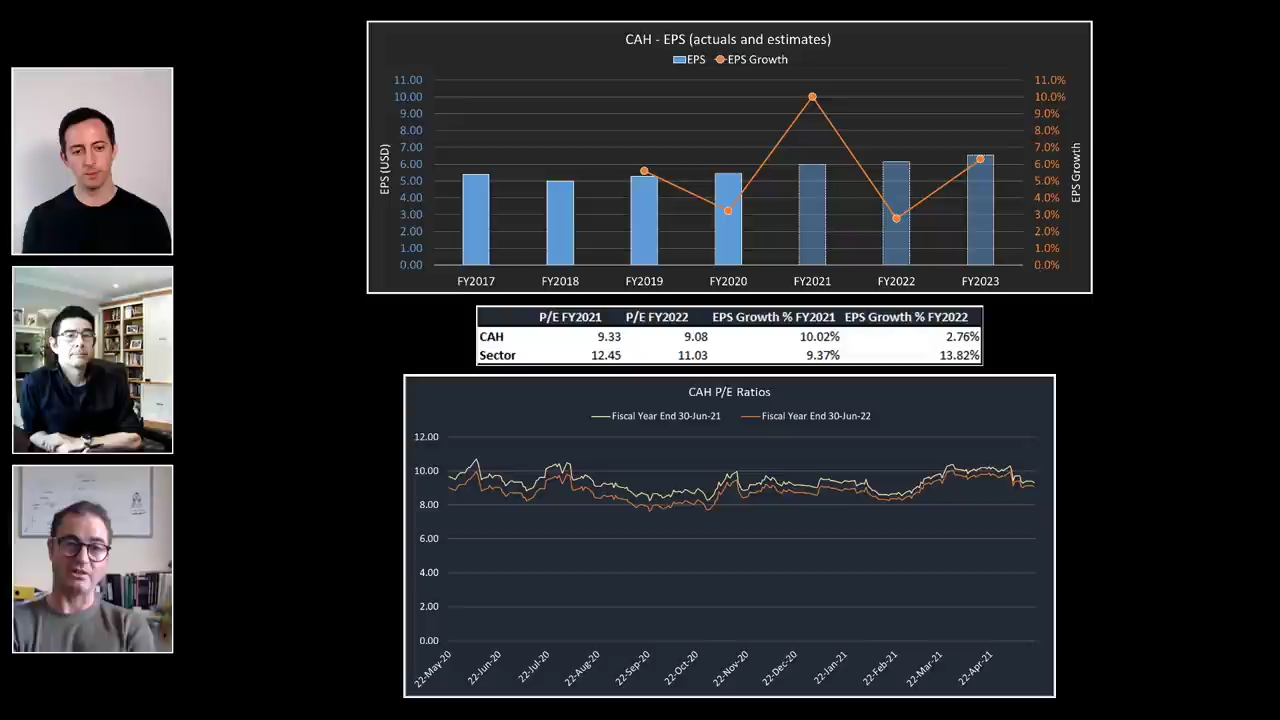 CAH - EPS (actuals and estimates)
EPS EPS Growth
11.00 11.0%
10.00 10.0%
9.00 9.0%
8.00 8.0%
7.00 7.0%
6.00 6.0%
5.00 5.0%
4.00 4.0%
3.00 3.0%
2.00 2.0%
1.00 1.0%
0.00 0.0%
EPS (USD)
EPS Growth
FY2017 FY2018 FY2019 FY2020 FY2021 FY2022 FY2023
P/E FY2021 P/E FY2022 EPS Growth % FY2021 EPS Growth % FY2022
CAH 9.33 9.08 10.02% 2.76%
Sector 12.45 11.03 9.37% 13.82%
CAH P/E Ratios
Fiscal Year End 30-Jun-21 Fiscal Year End 30-Jun-22
12.00
10.00
8.00
6.00
4.00
2.00
0.00
22-May-20 22-Jun-20 22-Jul-20 22-Aug-20 22-Sep-20 22-Oct-20 22-Nov-20 22-Dec-20 22-Jan-21 22-Feb-21 22-Mar-21 22-Apr-21